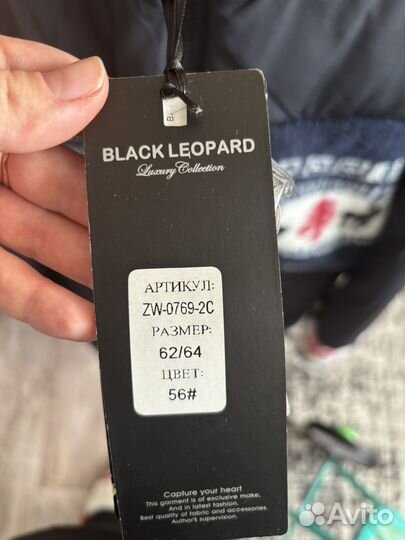 BLACK LEOPARD
Luxury Collection
АРТИКУЛ:
ZW-0769-2C
РАЗМЕР:
62/64
ЦВЕТ:
56#
Capture your heart
This garment is of exclusive make,
And in latest fashion.
Best quality of fabric and accessories.
Author's supervision.
Avito